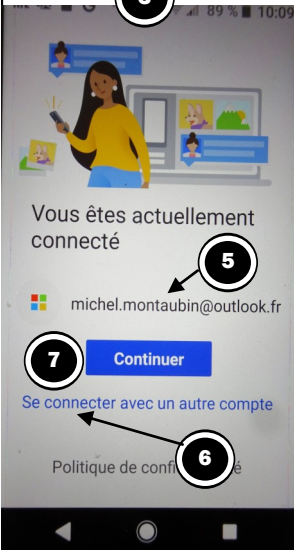 89 % 10:09
Vous êtes actuellement
connecté
5
michel.montaubin@outlook.fr
7
Continuer
Se connecter avec un autre compte
6
Politique de